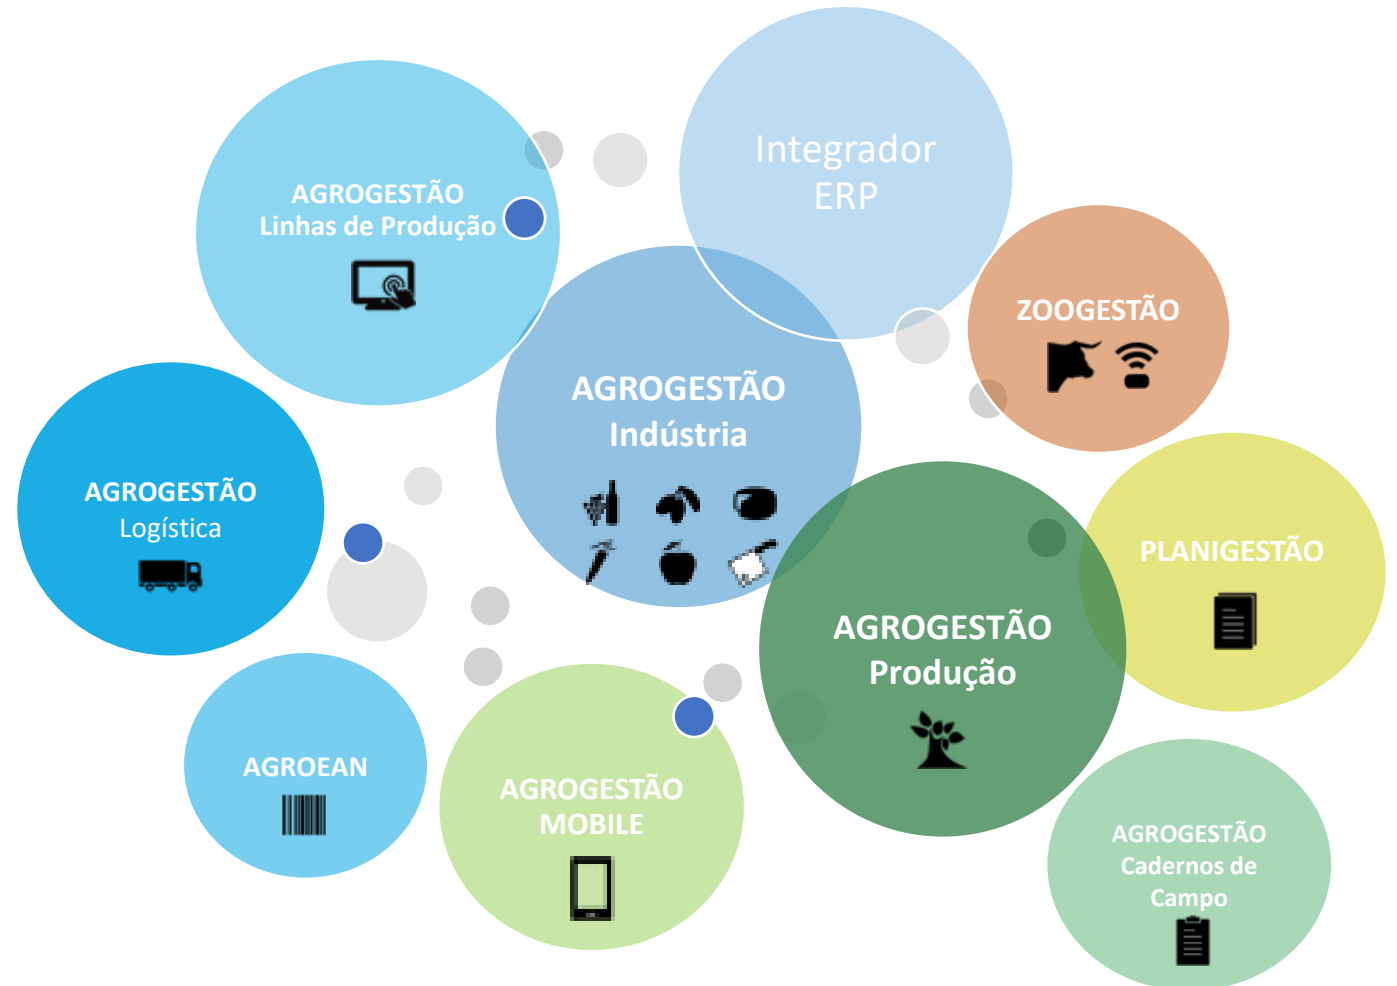 Integrador
ERP
AGROGESTÃO
Linhas de Produção
ZOOGESTÃO
AGROGESTÃO
Indústria
AGROGESTÃO
Logística
PLANIGESTÃO
AGROGESTÃO
Produção
AGROEAN
AGROGESTÃO
MOBILE
AGROGESTÃO
Cadernos de
Campo